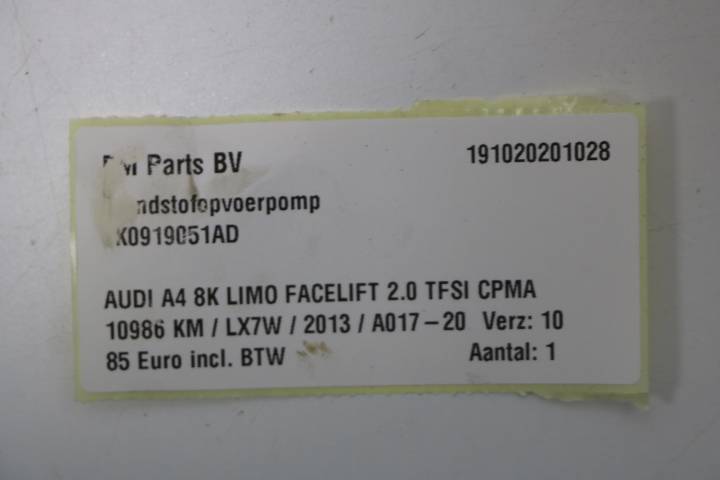 Parts BV 191020201028
ndstofopvoerpomp
K0919051AD
AUDI A4 8K LIMO FACELIFT 2.0 TFSI CPMA
10986 KM / LX7W / 2013 / A017-20 Verz: 10
85 Euro incl. BTW Aantal: 1